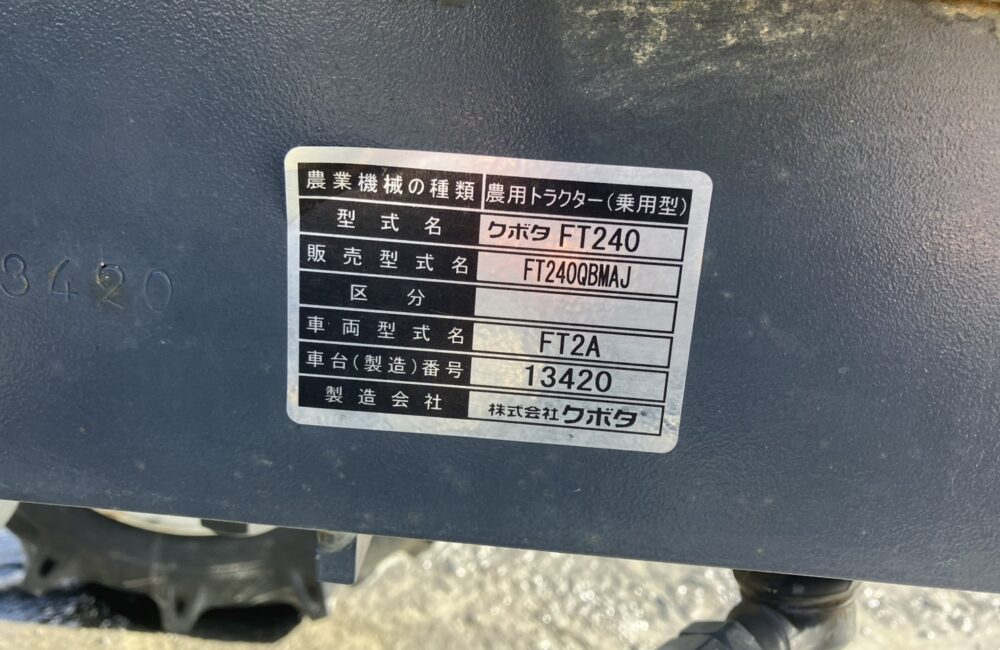 農業機械の種類 農用トラクター(乗用型)
型式名 クボタ FT240
販売型式名 FT240QBMAJ
区分
車両型式名 FT2A
車台(製造)番号 13420
製造会社 株式会社クボタ
3420